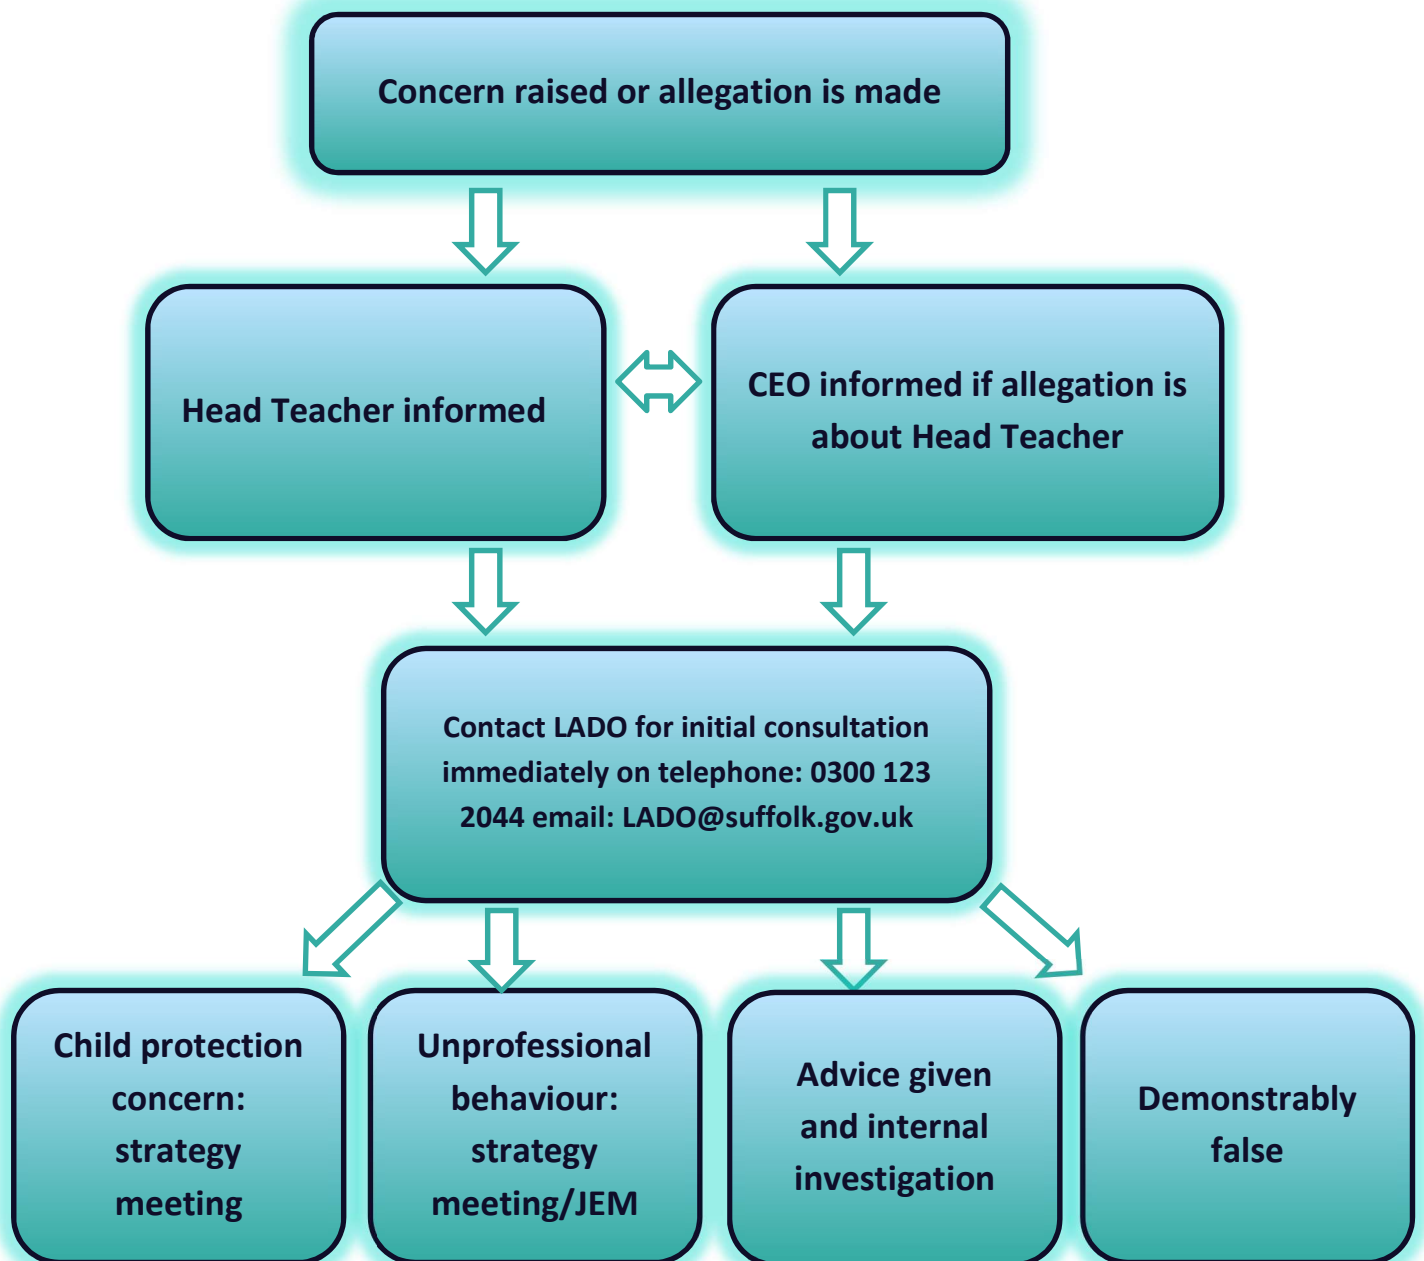 Concern raised or allegation is made
Head Teacher informed
CEO informed if allegation is
about Head Teacher
Contact LADO for initial consultation
immediately on telephone: 0300 123
2044 email: LADO@suffolk.gov.uk
Child protection
concern:
strategy
meeting
Unprofessional
behaviour:
strategy
meeting/JEM
Advice given
and internal
investigation
Demonstrably
false